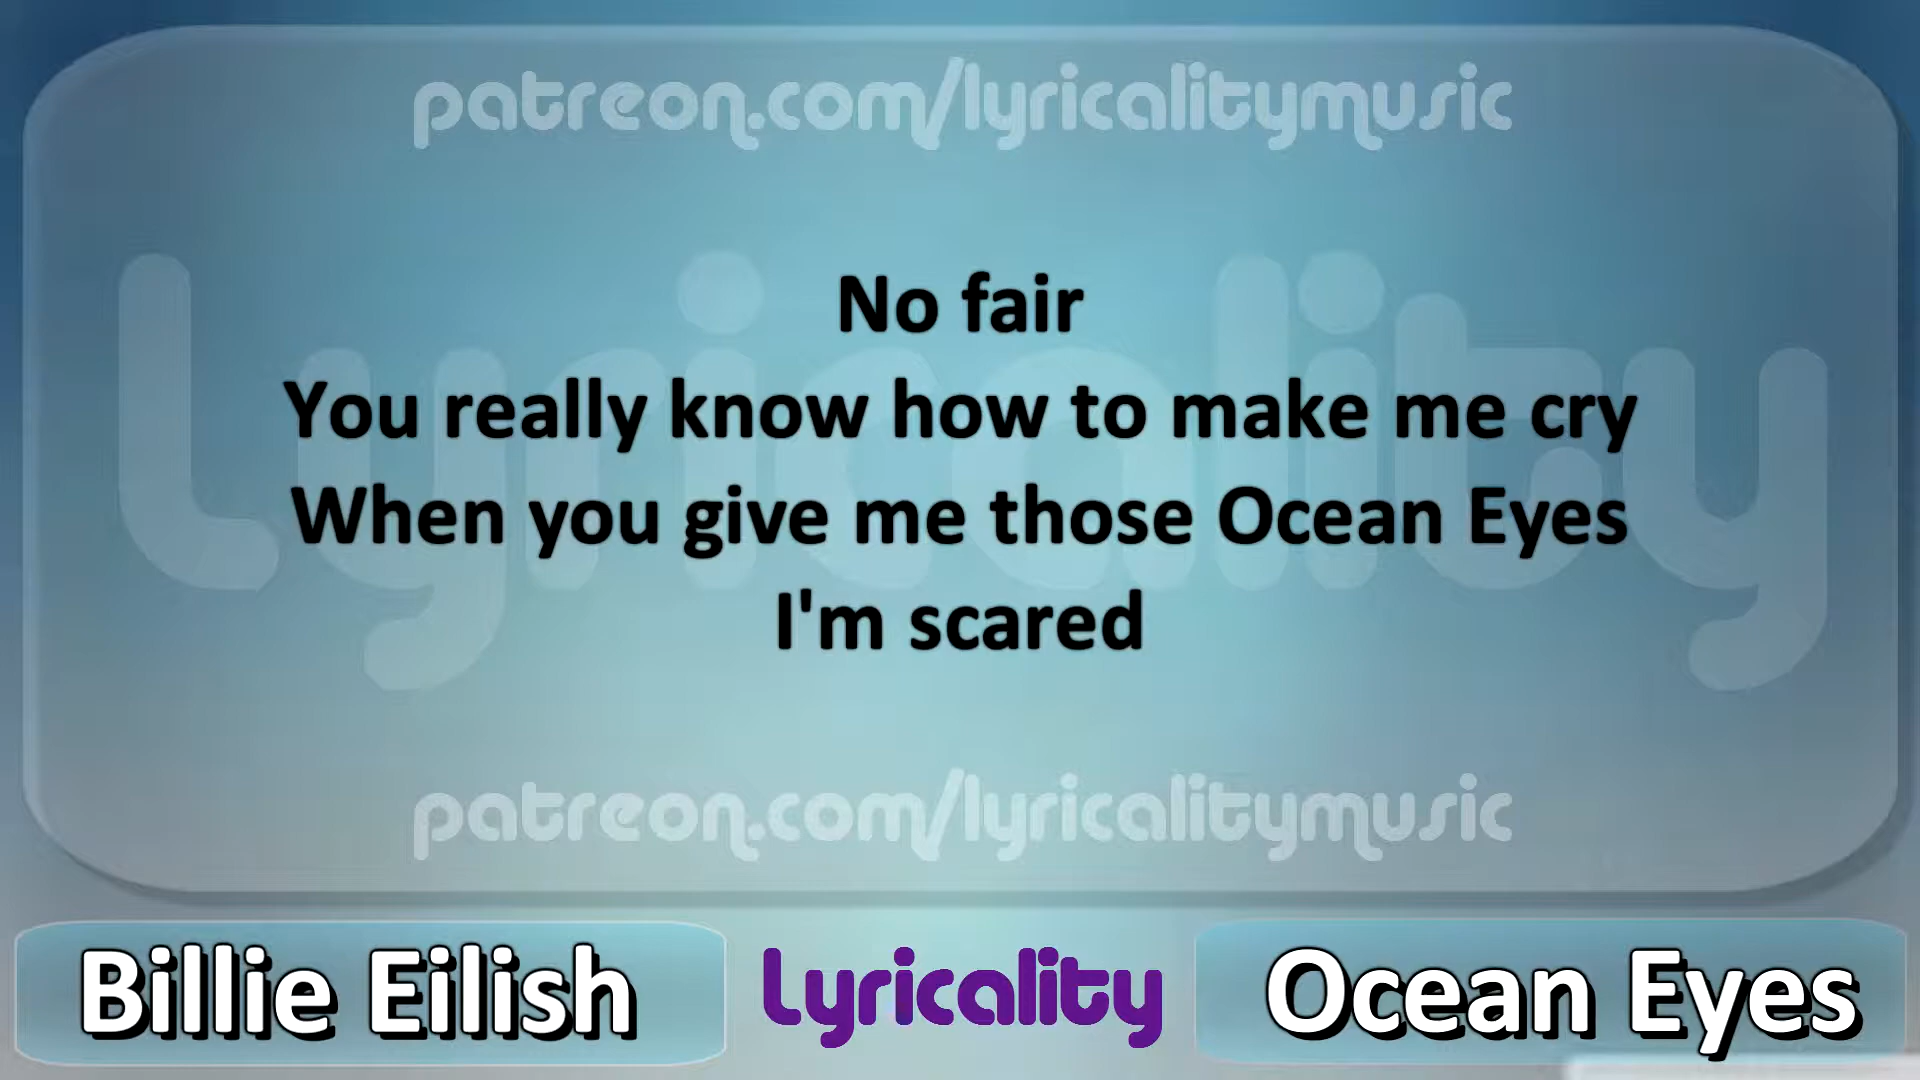 patreon.com/lyricalitymusic
Lyricality
No fair
You really know how to make me cry
When you give me those Ocean Eyes
I'm scared
patreon.com/lyricalitymusic
Billie Eilish
Lyricality
Ocean Eyes